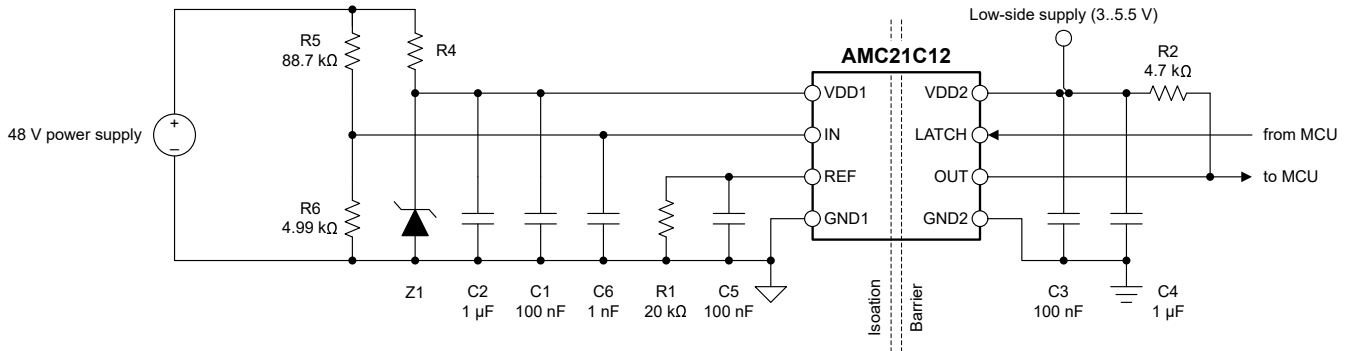 Low-side supply (3..5.5 V)
R5
88.7 kΩ
R4
AMC21C12
R2
4.7 kΩ
VDD1
VDD2
48 V power supply
+
–
IN
LATCH
from MCU
REF
OUT
to MCU
R6
4.99 kΩ
GND1
GND2
Z1
C2
1 µF
C1
100 nF
C6
1 nF
R1
20 kΩ
C5
100 nF
Isoation
Barrier
C3
100 nF
C4
1 µF